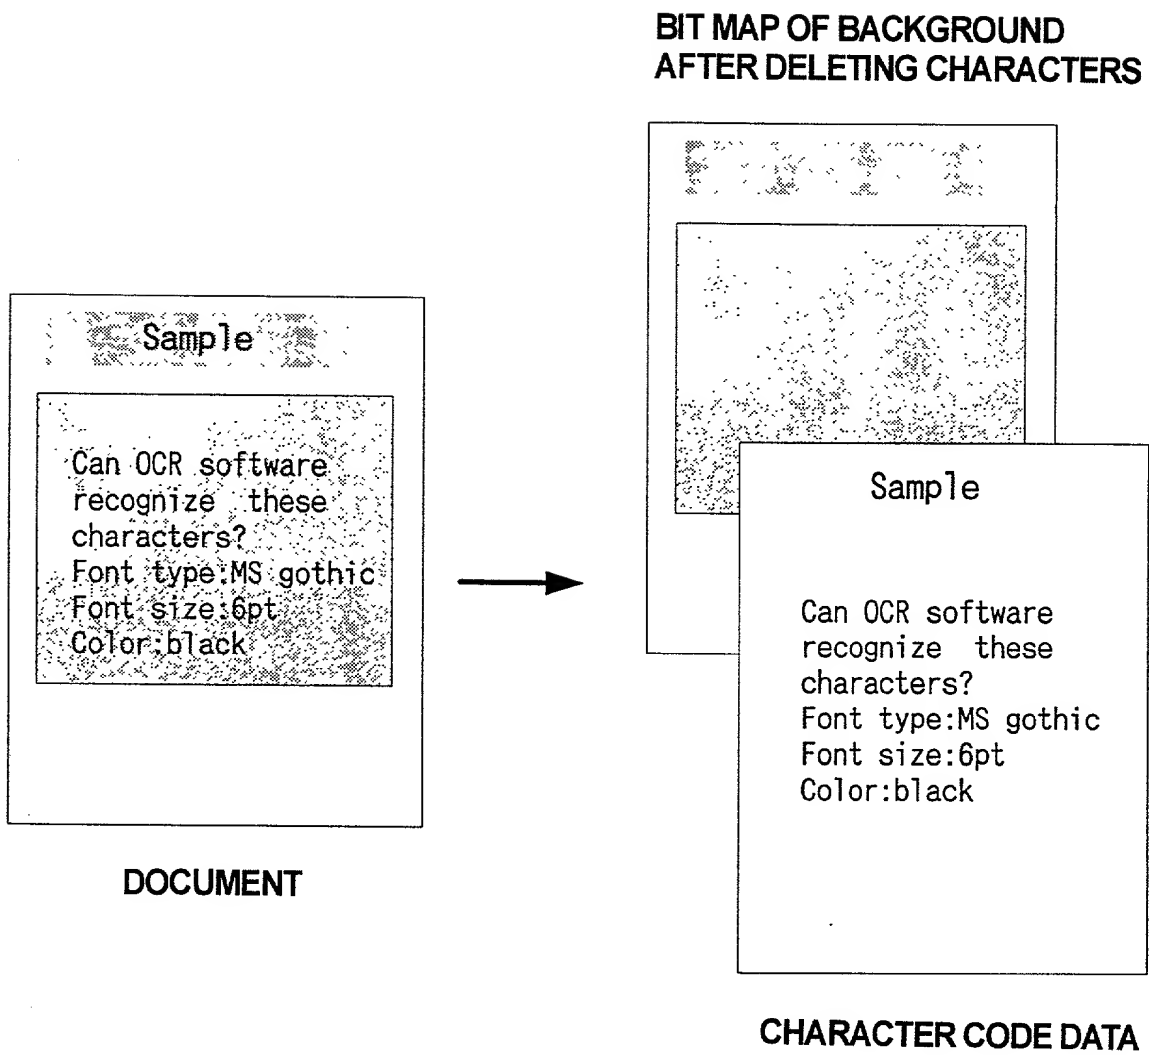 BIT MAP OF BACKGROUND
AFTER DELETING CHARACTERS
Sample
Can OCR software
recognize these
characters?
Font type:MS gothic
Font size:6pt
Color:black
DOCUMENT
Sample
Can OCR software
recognize these
characters?
Font type:MS gothic
Font size:6pt
Color:black
CHARACTER CODE DATA